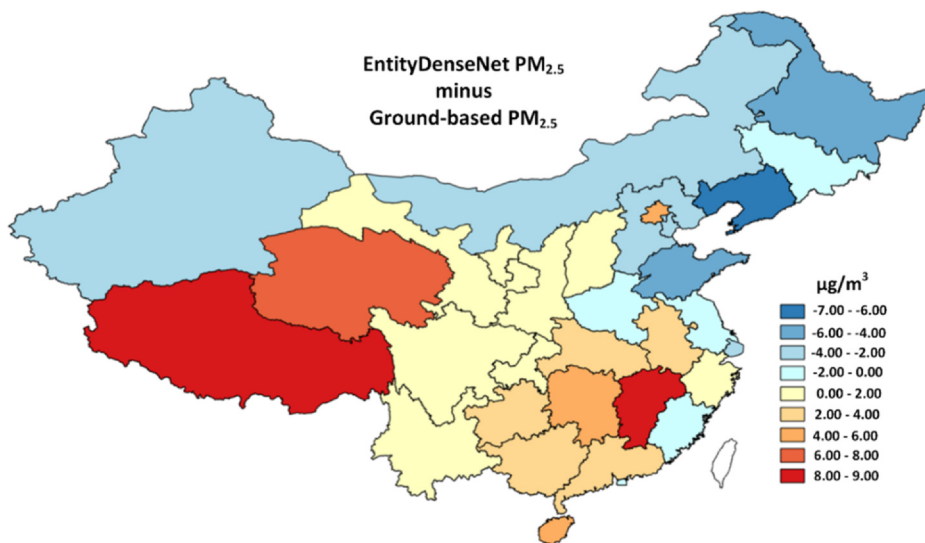 EntityDenseNet PM2.5
minus
Ground-based PM2.5
µg/m³
-7.00 - -6.00
-6.00 - -4.00
-4.00 - -2.00
-2.00 - 0.00
0.00 - 2.00
2.00 - 4.00
4.00 - 6.00
6.00 - 8.00
8.00 - 9.00